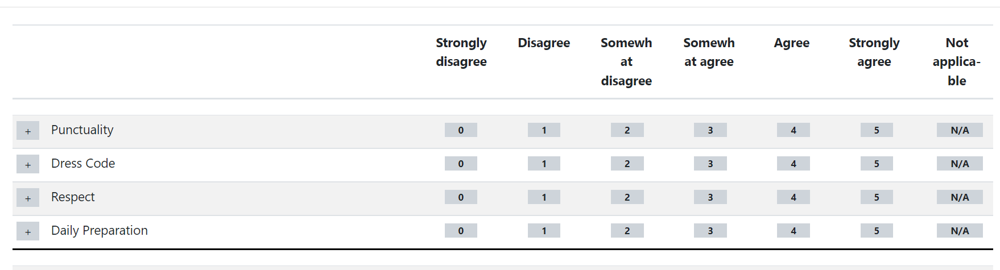 Strongly disagree Disagree Somewh at disagree Somewh at agree Agree Strongly agree Not applica- ble
+ Punctuality 0 1 2 3 4 5 N/A
+ Dress Code 0 1 2 3 4 5 N/A
+ Respect 0 1 2 3 4 5 N/A
+ Daily Preparation 0 1 2 3 4 5 N/A